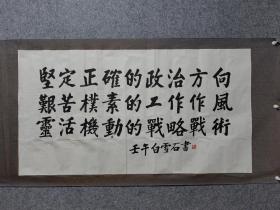 堅定正確的政治方向
艱苦樸素的工作作風
靈活機動的戰略戰術
壬午白雪石書